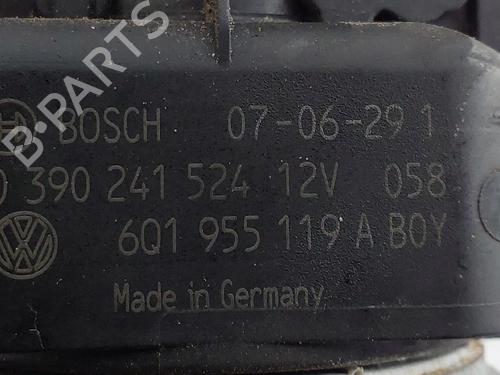 B-PARTS
BOSCH 07-06-29 1
0 390 241 524 12V 058
6Q1 955 119 A BOY
Made in Germany